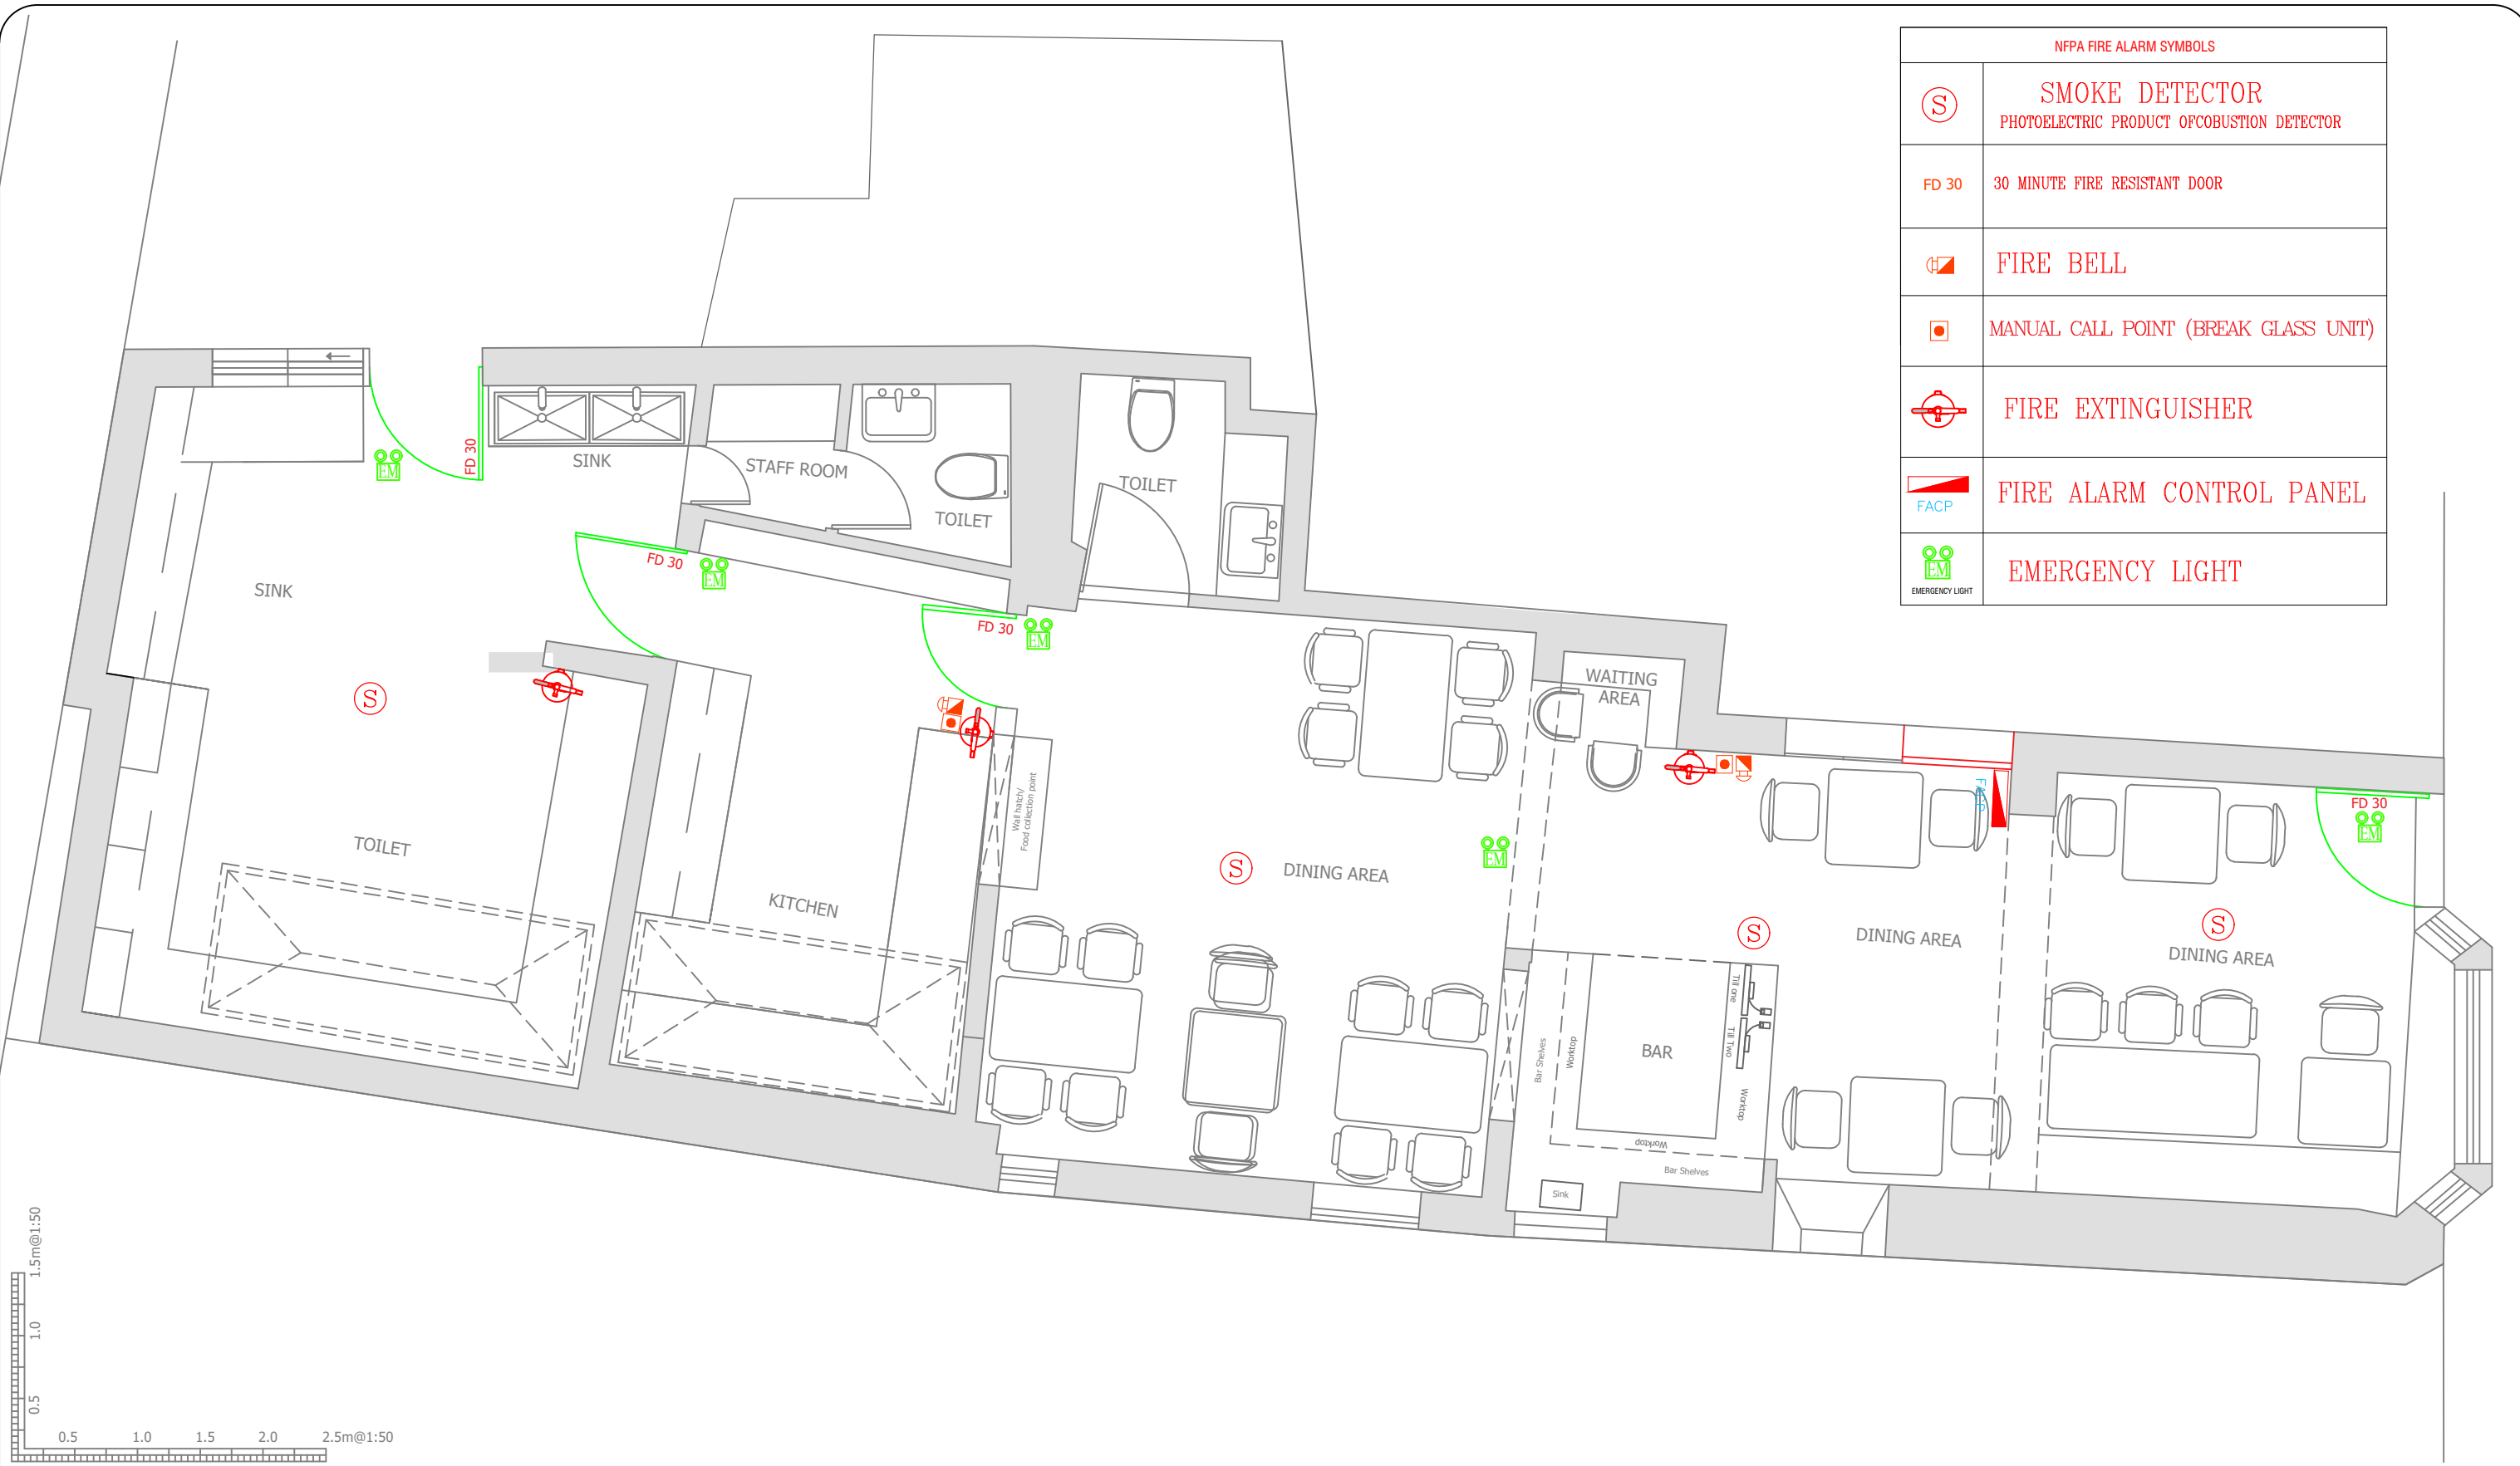 NFPA FIRE ALARM SYMBOLS
S
SMOKE DETECTOR
PHOTOELECTRIC PRODUCT OFCOBUSTION DETECTOR
FD 30
30 MINUTE FIRE RESISTANT DOOR
FIRE BELL
MANUAL CALL POINT (BREAK GLASS UNIT)
FIRE EXTINGUISHER
FACP
FIRE ALARM CONTROL PANEL
EM
EMERGENCY LIGHT
EMERGENCY LIGHT
FD 30
EM
SINK
STAFF ROOM
TOILET
TOILET
FD 30
EM
SINK
FD 30
EM
S
WAITING
AREA
TOILET
KITCHEN
Wall hatch/
Food collection point
S
DINING AREA
EM
FACP
FD 30
EM
S
DINING AREA
S
DINING AREA
Till one
Till Two
BAR
Bar Shelves
Worktop
Worktop
Worktop
Bar Shelves
Sink
1.5m@1:50
1.0
0.5
0.5
1.0
1.5
2.0
2.5m@1:50